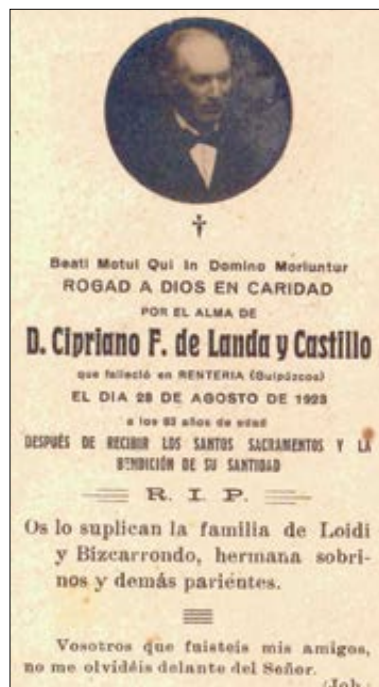 †
Beati Motui Qui In Domino Moriuntur
ROGAD A DIOS EN CARIDAD
POR EL ALMA DE
D. Cipriano F. de Landa y Castillo
que falleció en RENTERIA (Guipúzcoa)
EL DIA 28 DE AGOSTO DE 1923
a los 63 años de edad
DESPUÉS DE RECIBIR LOS SANTOS SACRAMENTOS Y LA
BENDICIÓN DE SU SANTIDAD
R. I. P.
Os lo suplican la familia de Loidi
y Bizcarrondo, hermana sobri-
nos y demás parientes.
Vosotros que fuisteis mis amigos,
no me olvidéis delante del Señor.
(Job.